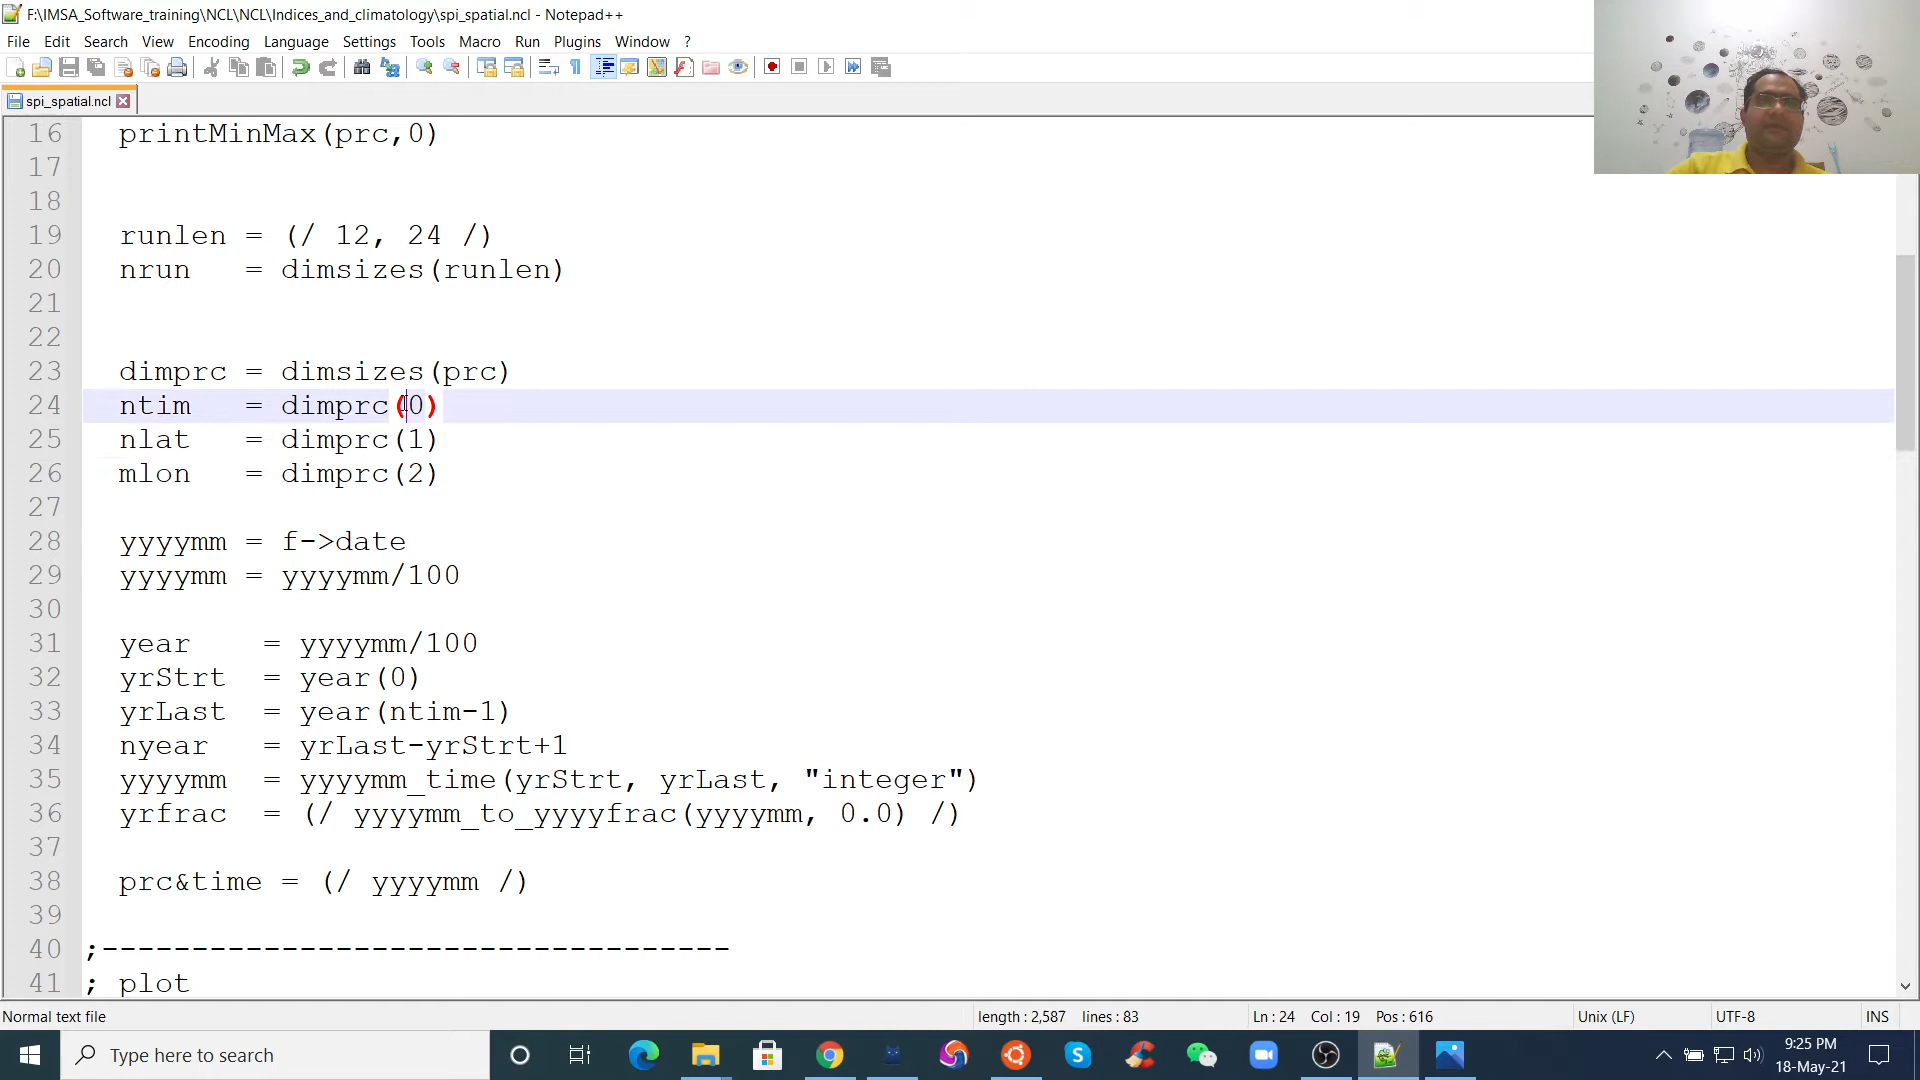 F:\IMSA_Software_training\NCL\NCL\Indices_and_climatology\spi_spatial.ncl - Notepad++
File Edit Search View Encoding Language Settings Tools Macro Run Plugins Window ?
spi_spatial.ncl
16 printMinMax(prc,0)
17
18
19 runlen = (/ 12, 24 /)
20 nrun = dimsizes(runlen)
21
22
23 dimprc = dimsizes(prc)
24 ntim = dimprc(0)
25 nlat = dimprc(1)
26 mlon = dimprc(2)
27
28 yyyymm = f->date
29 yyyymm = yyyymm/100
30
31 year = yyyymm/100
32 yrStrt = year(0)
33 yrLast = year(ntim-1)
34 nyear = yrLast-yrStrt+1
35 yyyymm = yyyymm_time(yrStrt, yrLast, "integer")
36 yrfrac = (/ yyyymm_to_yyyyfrac(yyyymm, 0.0) /)
37
38 prc&time = (/ yyyymm /)
39
40 ;-----------------------------------
41 ; plot
Normal text file length : 2,587 lines : 83 Ln : 24 Col : 19 Pos : 616 Unix (LF) UTF-8 INS
Type here to search
9:25 PM
18-May-21